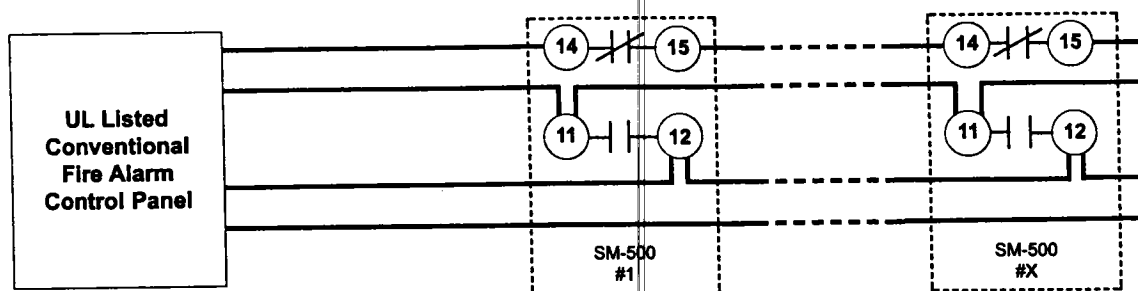 14 15
14 15
UL Listed
Conventional
Fire Alarm
Control Panel
11 12
11 12
SM-500
#1
SM-500
#X